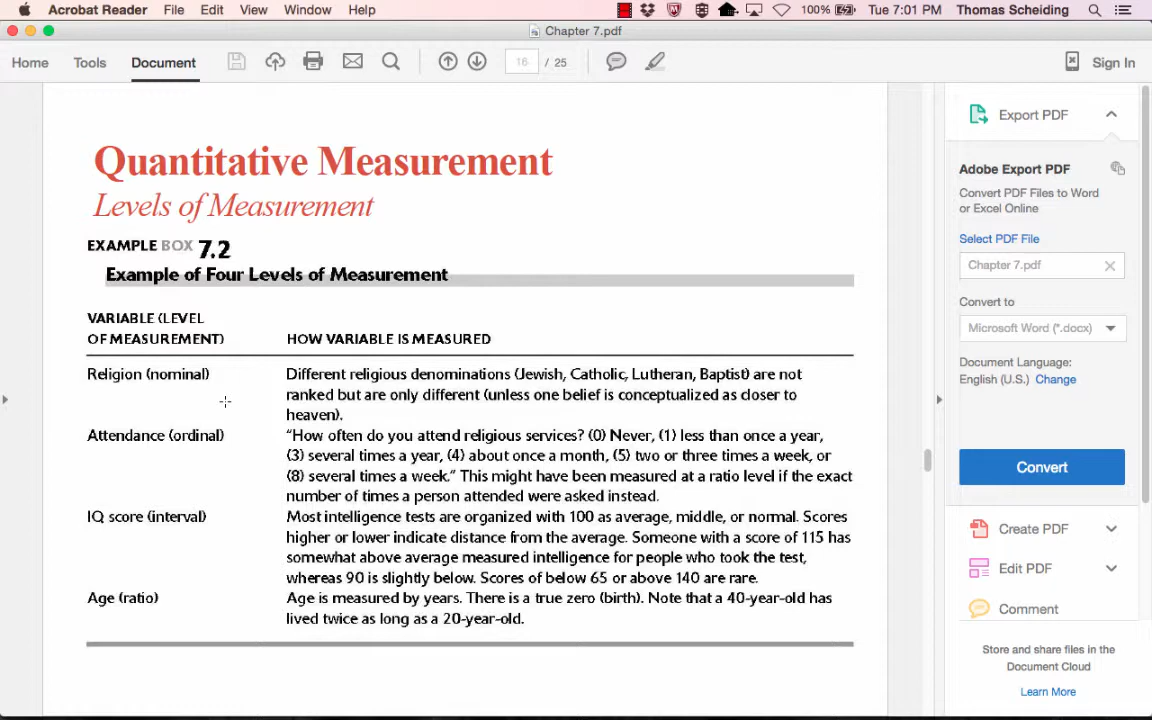 Acrobat Reader File Edit View Window Help 100% Tue 7:01 PM Thomas Scheiding
Chapter 7.pdf
Home Tools Document 16 / 25 Sign In
Quantitative Measurement
Levels of Measurement
EXAMPLE BOX 7.2
Example of Four Levels of Measurement
VARIABLE (LEVEL
OF MEASUREMENT) HOW VARIABLE IS MEASURED
Religion (nominal) Different religious denominations (Jewish, Catholic, Lutheran, Baptist) are not
ranked but are only different (unless one belief is conceptualized as closer to
heaven).
Attendance (ordinal) “How often do you attend religious services? (0) Never, (1) less than once a year,
(3) several times a year, (4) about once a month, (5) two or three times a week, or
(8) several times a week.” This might have been measured at a ratio level if the exact
number of times a person attended were asked instead.
IQ score (interval) Most intelligence tests are organized with 100 as average, middle, or normal. Scores
higher or lower indicate distance from the average. Someone with a score of 115 has
somewhat above average measured intelligence for people who took the test,
whereas 90 is slightly below. Scores of below 65 or above 140 are rare.
Age (ratio) Age is measured by years. There is a true zero (birth). Note that a 40-year-old has
lived twice as long as a 20-year-old.
Export PDF
Adobe Export PDF
Convert PDF Files to Word
or Excel Online
Select PDF File
Chapter 7.pdf
Convert to
Microsoft Word (*.docx)
Document Language:
English (U.S.) Change
Convert
Create PDF
Edit PDF
Comment
Store and share files in the
Document Cloud
Learn More